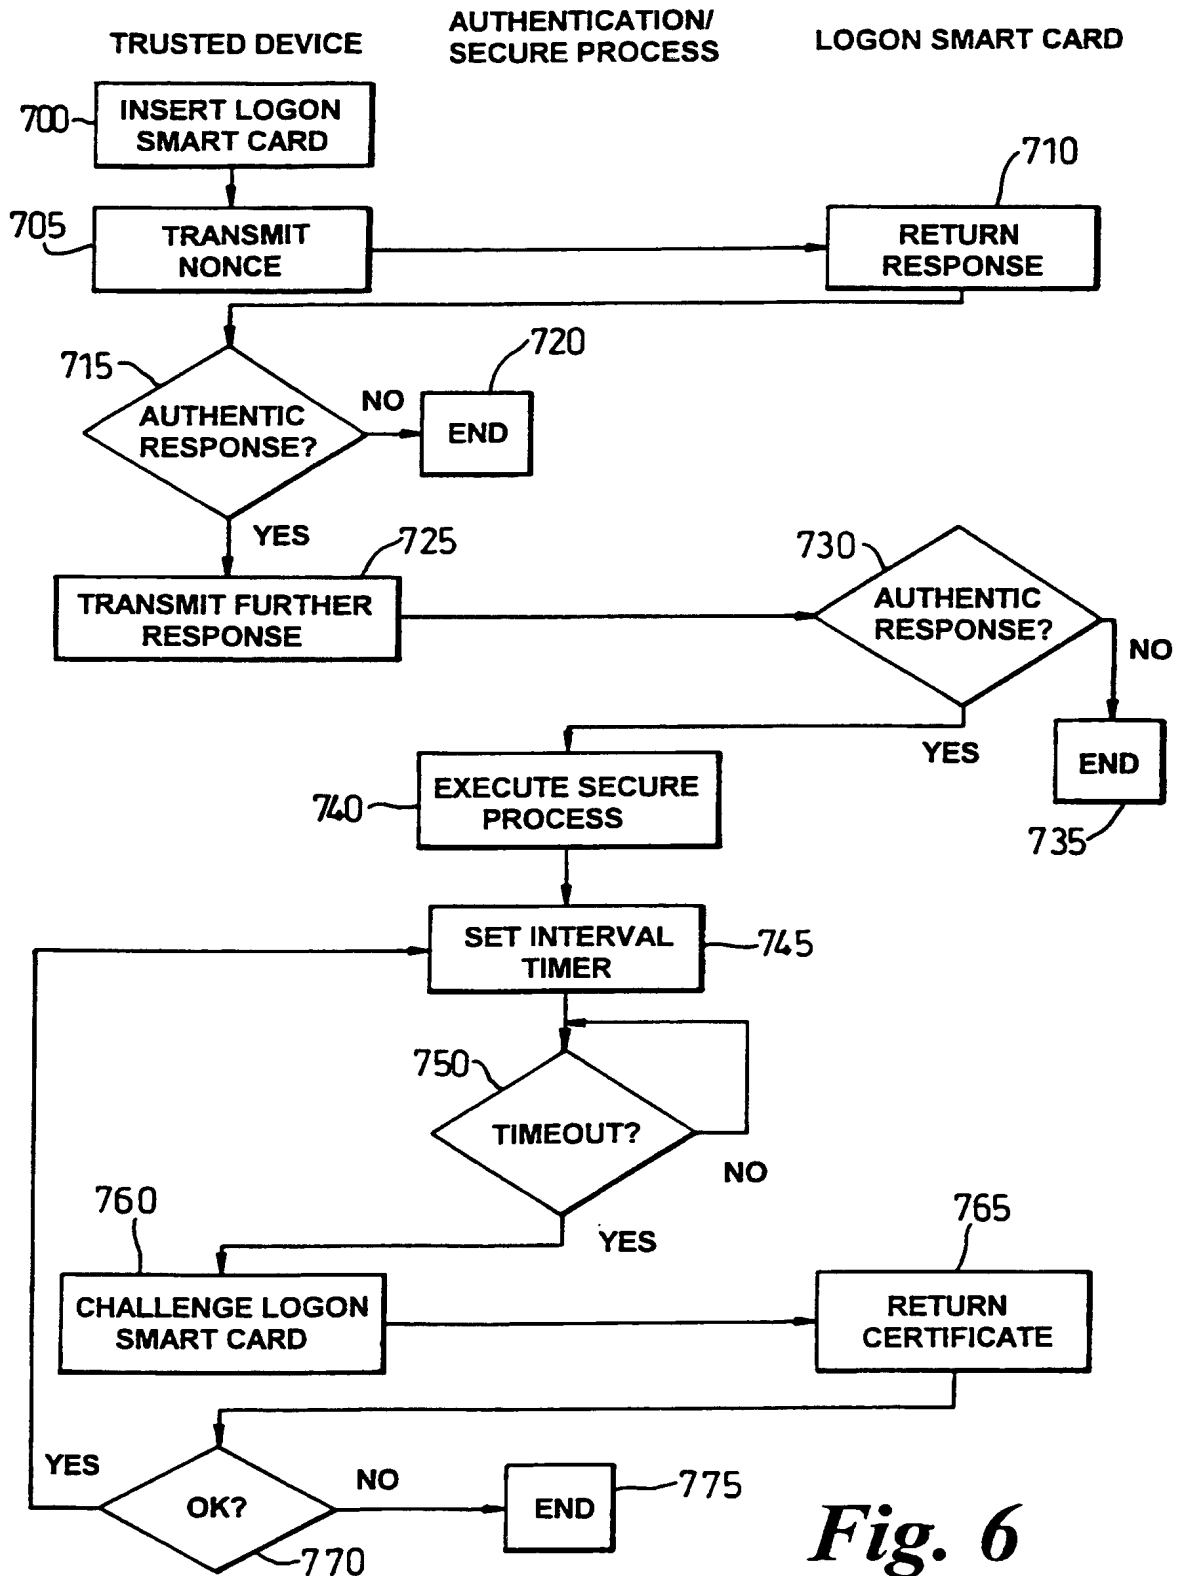 TRUSTED DEVICE
AUTHENTICATION/
SECURE PROCESS
LOGON SMART CARD
700
INSERT LOGON
SMART CARD
705
TRANSMIT
NONCE
710
RETURN
RESPONSE
715
AUTHENTIC
RESPONSE?
NO
720
END
YES
725
TRANSMIT FURTHER
RESPONSE
730
AUTHENTIC
RESPONSE?
NO
YES
END
735
740
EXECUTE SECURE
PROCESS
SET INTERVAL
TIMER
745
750
TIMEOUT?
NO
YES
760
CHALLENGE LOGON
SMART CARD
765
RETURN
CERTIFICATE
YES
OK?
770
NO
END
775
Fig. 6